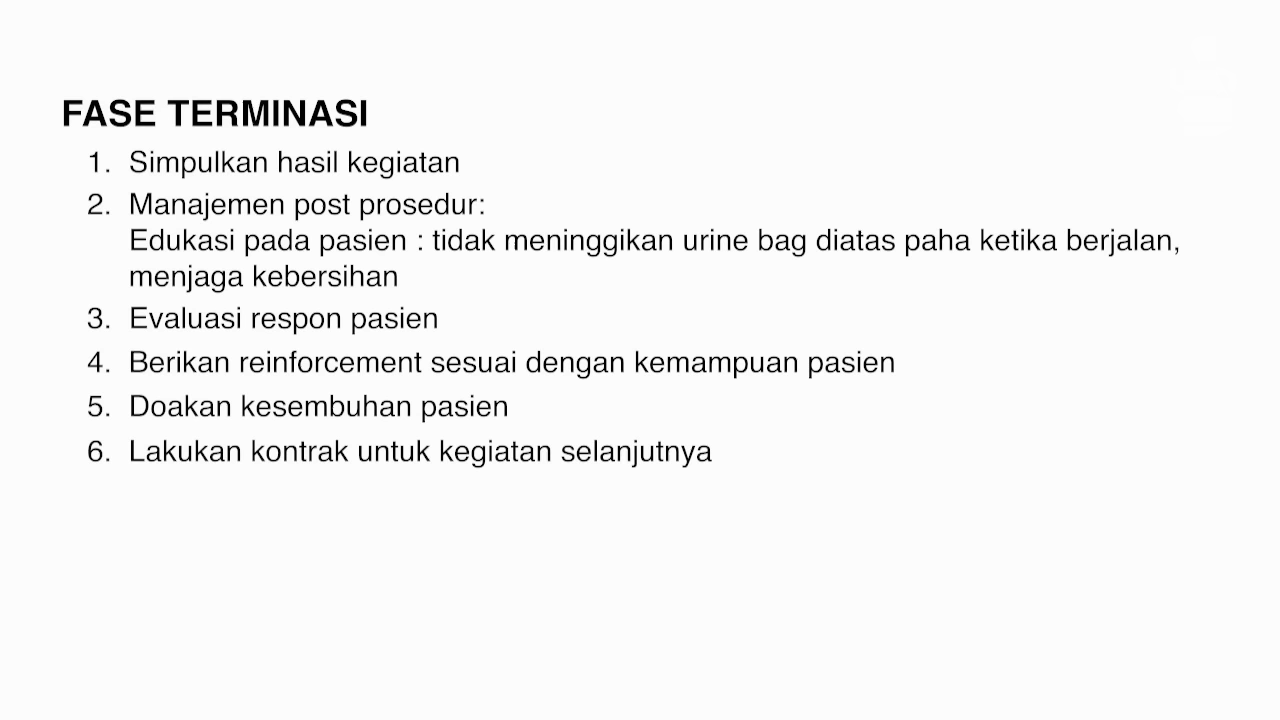 FASE TERMINASI
1. Simpulkan hasil kegiatan
2. Manajemen post prosedur:
Edukasi pada pasien : tidak meninggikan urine bag diatas paha ketika berjalan,
menjaga kebersihan
3. Evaluasi respon pasien
4. Berikan reinforcement sesuai dengan kemampuan pasien
5. Doakan kesembuhan pasien
6. Lakukan kontrak untuk kegiatan selanjutnya